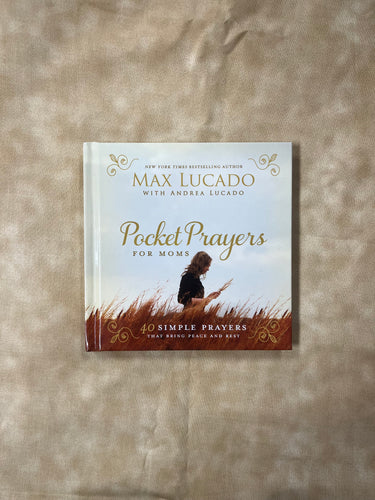 NEW YORK TIMES BESTSELLING AUTHOR
MAX LUCADO
WITH ANDREA LUCADO
Pocket Prayers
FOR MOMS
40 SIMPLE PRAYERS
THAT BRING PEACE AND REST